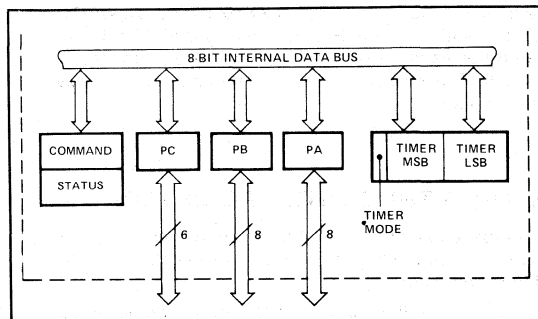 8-BIT INTERNAL DATA BUS
COMMAND
STATUS
PC
PB
PA
TIMER
MSB
TIMER
LSB
TIMER
MODE
6
8
8